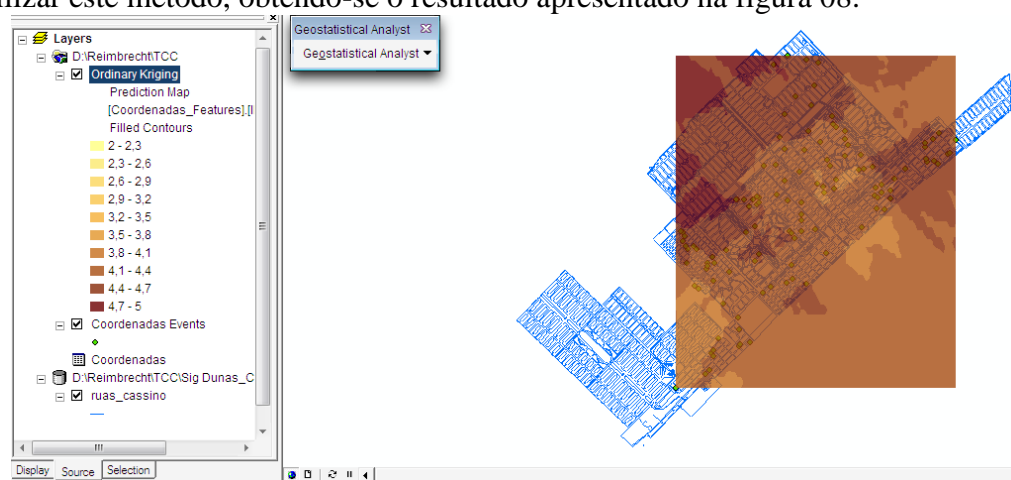 lizar este método, obtendo-se o resultado apresentado na figura 08.
Layers
D:\Reimbrecht\TCC
Ordinary Kriging
Prediction Map
[Coordenadas_Features].[I
Filled Contours
2 - 2,3
2,3 - 2,6
2,6 - 2,9
2,9 - 3,2
3,2 - 3,5
3,5 - 3,8
3,8 - 4,1
4,1 - 4,4
4,4 - 4,7
4,7 - 5
Coordenadas Events
Coordenadas
D:\Reimbrecht\TCC\Sig Dunas_C
ruas_cassino
Display Source Selection
Geostatistical Analyst
Geostatistical Analyst